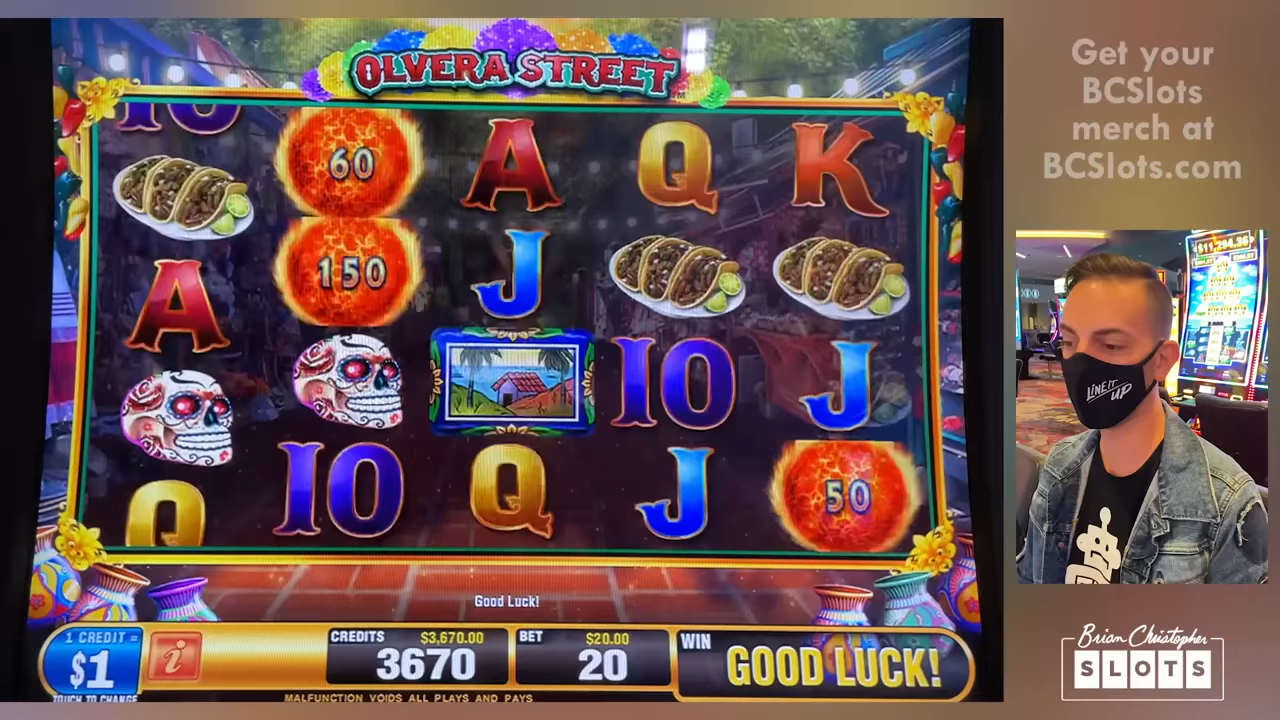 OLVERA STREET
10
60
A
Q
K
150
J
A
10
J
10
Q
J
50
Q
Good Luck!
1 CREDIT =
$1
TOUCH TO CHANGE
i
CREDITS $3,670.00
3670
BET $20.00
20
WIN
GOOD LUCK!
MALFUNCTION VOIDS ALL PLAYS AND PAYS
Get your
BCSlots
merch at
BCSlots.com
$11,294.36
LINE IT
UP
Brian Christopher
SLOTS